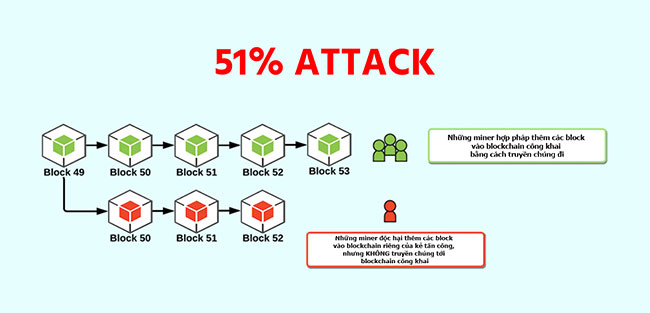 51% ATTACK
Block 49
Block 50
Block 51
Block 52
Block 53
Những miner hợp pháp thêm các block
vào blockchain công khai
bằng cách truyền chúng đi
Block 50
Block 51
Block 52
Những miner độc hại thêm các block
vào blockchain riêng của kẻ tấn công,
nhưng KHÔNG truyền chúng tới
blockchain công khai